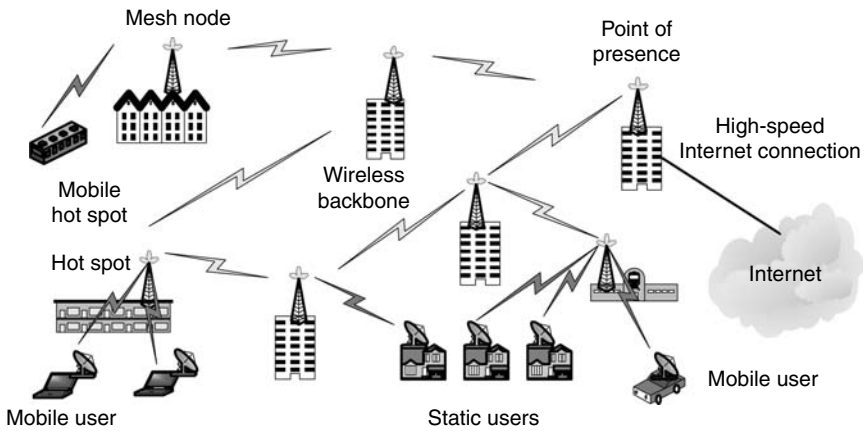 Mesh node
Point of
presence
High-speed
Internet connection
Mobile
hot spot
Wireless
backbone
Hot spot
Internet
Mobile user
Static users
Mobile user